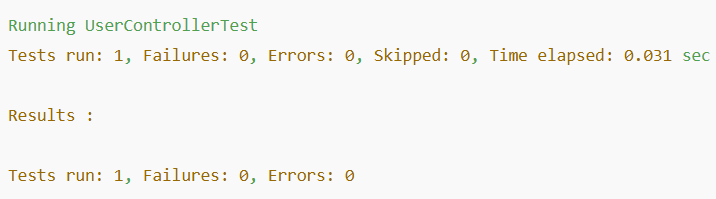 Running UserControllerTest
Tests run: 1, Failures: 0, Errors: 0, Skipped: 0, Time elapsed: 0.031 sec
Results :
Tests run: 1, Failures: 0, Errors: 0